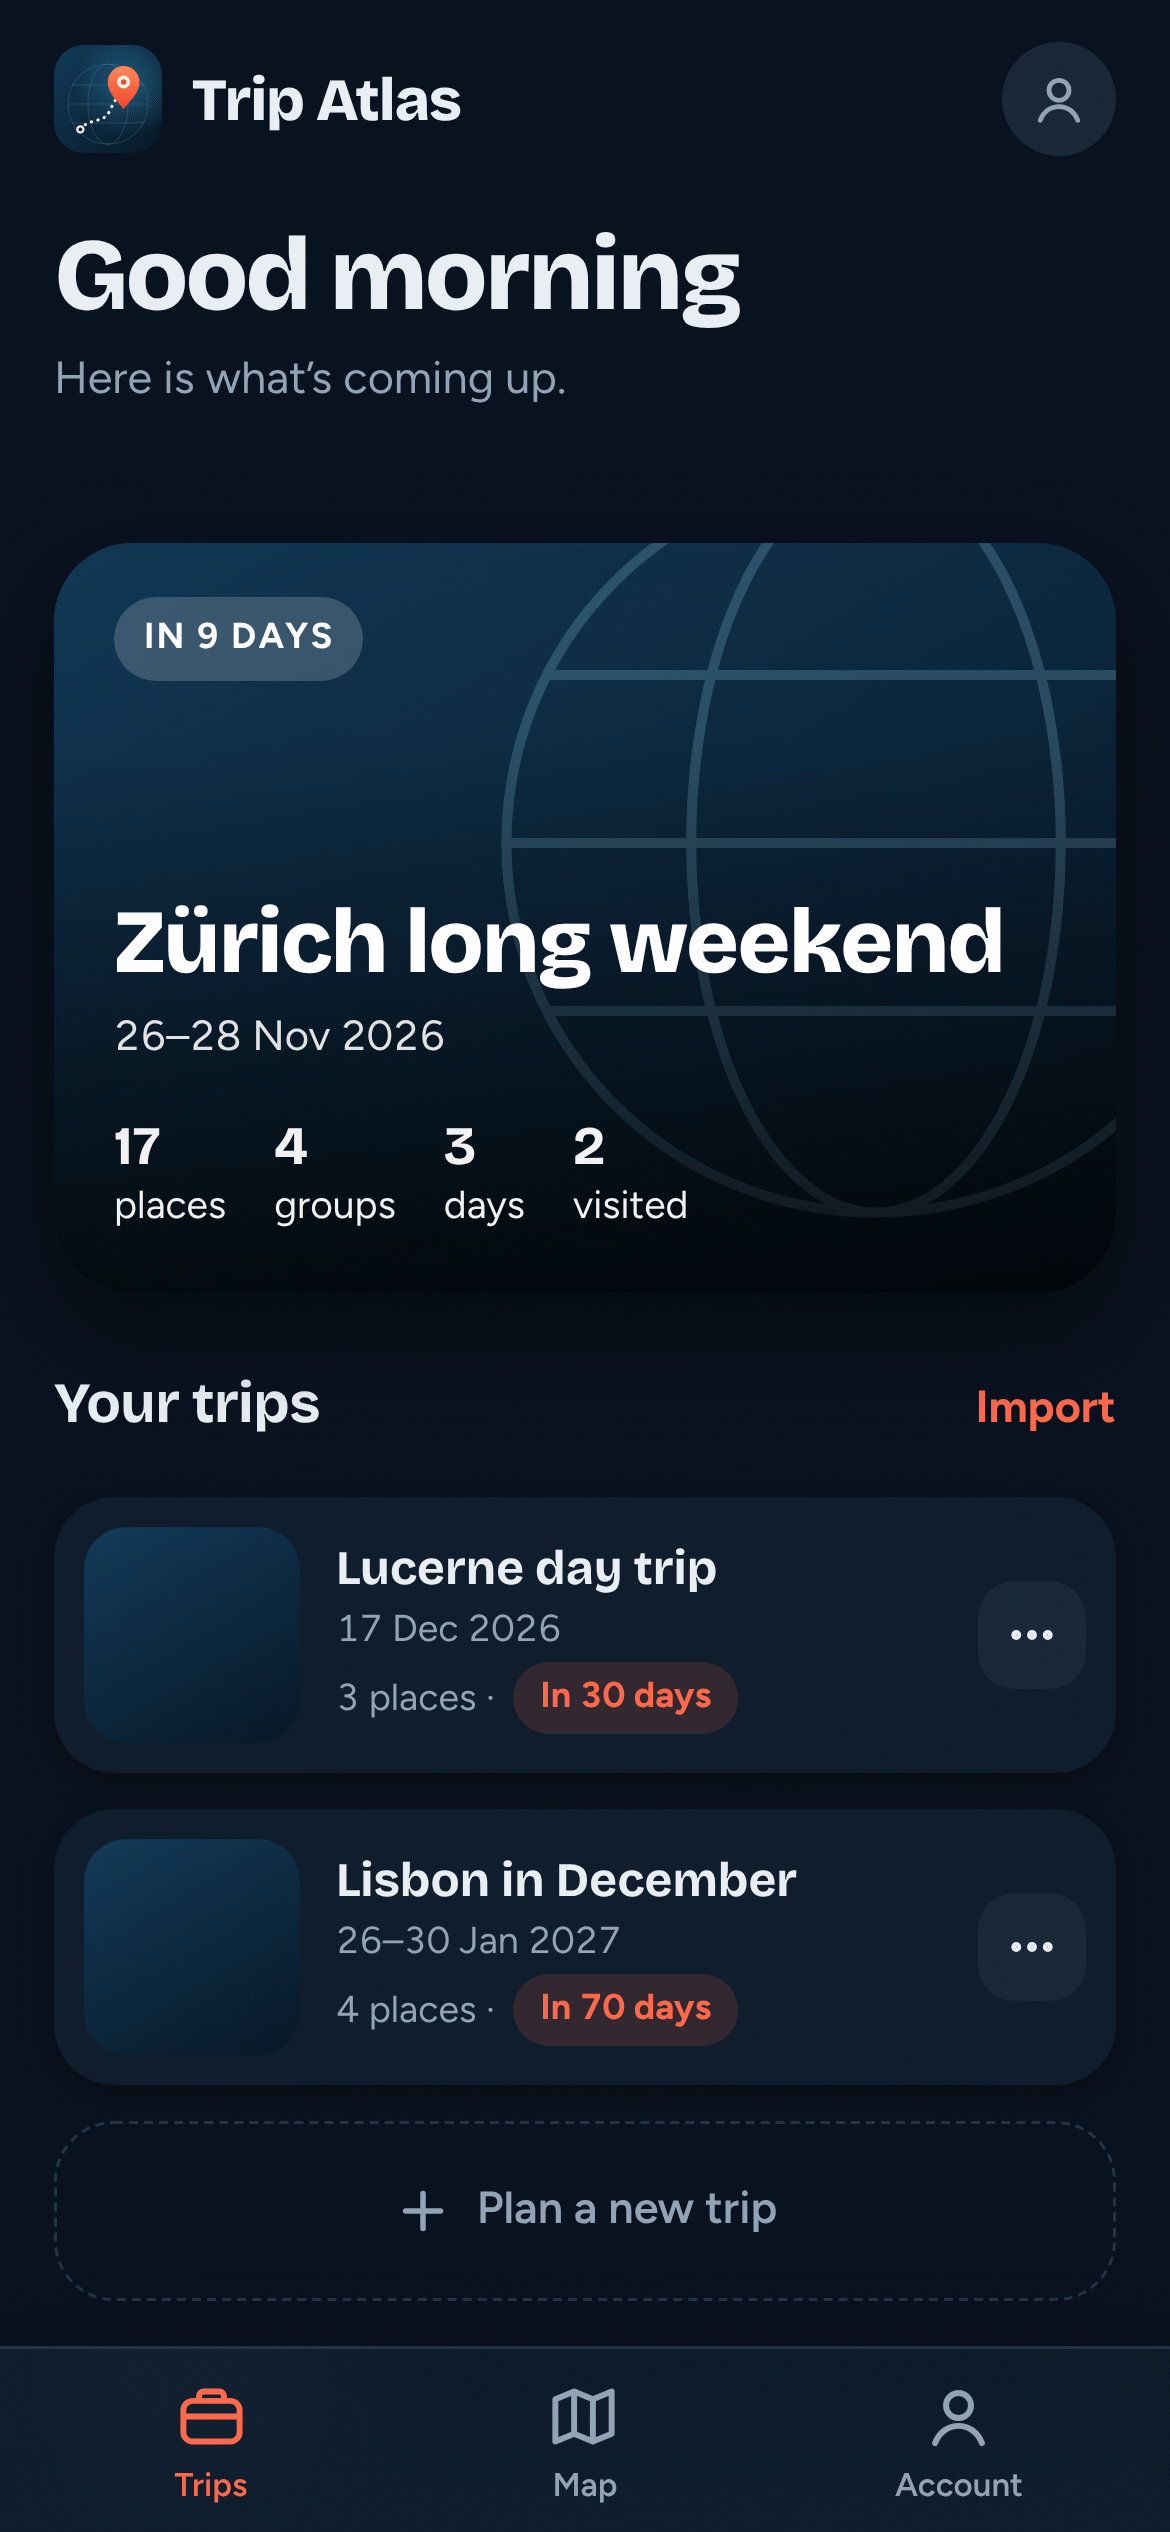 Trip Atlas
Good morning
Here is what’s coming up.
IN 9 DAYS
Zürich long weekend
26–28 Nov 2026
17 4 3 2
places groups days visited
Your trips Import
Lucerne day trip
17 Dec 2026
3 places · In 30 days
Lisbon in December
26–30 Jan 2027
4 places · In 70 days
Plan a new trip
Trips Map Account